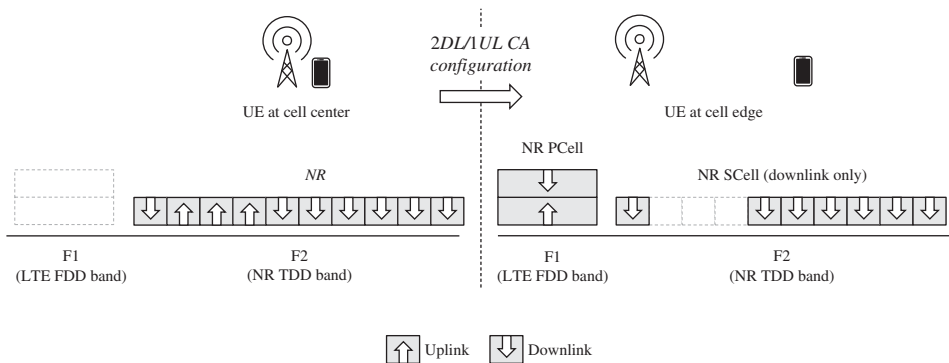 2DL/1UL CA
configuration
UE at cell center
UE at cell edge
NR PCell
NR
NR SCell (downlink only)
F1
(LTE FDD band)
F2
(NR TDD band)
F1
(LTE FDD band)
F2
(NR TDD band)
Uplink
Downlink